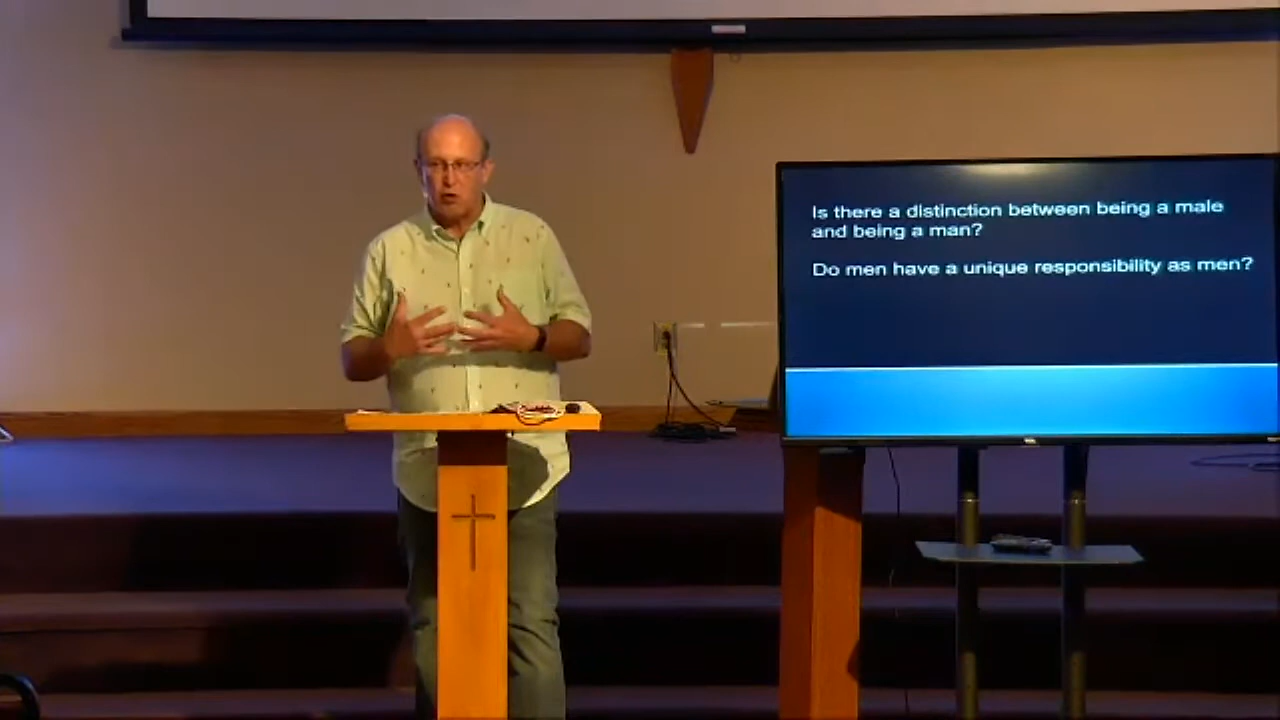 Is there a distinction between being a male
and being a man?
Do men have a unique responsibility as men?